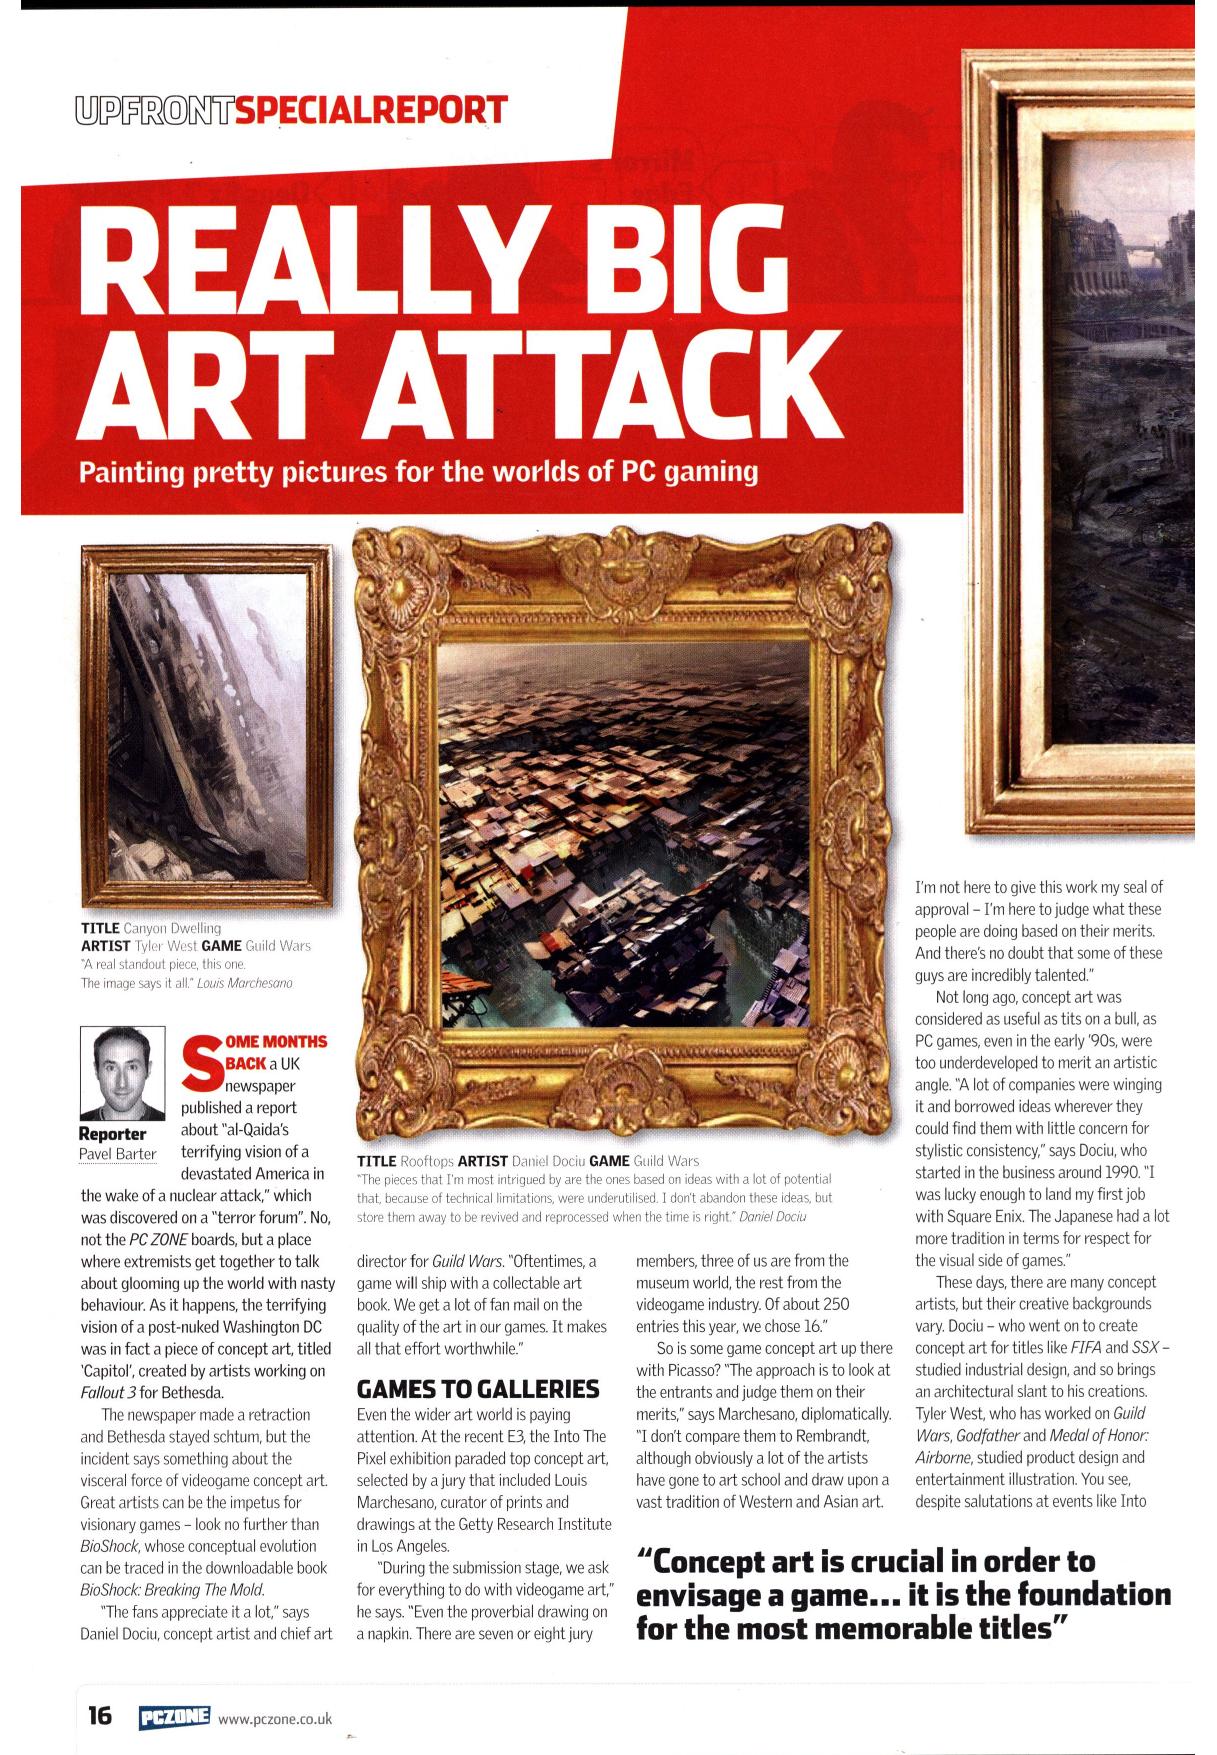 UPFRONTSPECIALREPORT
REALLY BIG
ART ATTACK
Painting pretty pictures for the worlds of PC gaming
TITLE Canyon Dwelling
ARTIST Tyler West GAME Guild Wars
"A real standout piece, this one.
The image says it all." Louis Marchesano
TITLE Rooftops ARTIST Daniel Dociu GAME Guild Wars
"The pieces that I'm most intrigued by are the ones based on ideas with a lot of potential
that, because of technical limitations, were underutilised. I don't abandon these ideas, but
store them away to be revived and reprocessed when the time is right." Daniel Dociu
Reporter
Pavel Barter
SOME MONTHS
BACK a UK
newspaper
published a report
about "al-Qaida's
terrifying vision of a
devastated America in
the wake of a nuclear attack," which
was discovered on a "terror forum". No,
not the PC ZONE boards, but a place
where extremists get together to talk
about glooming up the world with nasty
behaviour. As it happens, the terrifying
vision of a post-nuked Washington DC
was in fact a piece of concept art, titled
'Capitol', created by artists working on
Fallout 3 for Bethesda.
The newspaper made a retraction
and Bethesda stayed schtum, but the
incident says something about the
visceral force of videogame concept art.
Great artists can be the impetus for
visionary games – look no further than
BioShock, whose conceptual evolution
can be traced in the downloadable book
BioShock: Breaking The Mold.
"The fans appreciate it a lot," says
Daniel Dociu, concept artist and chief art
director for Guild Wars. "Oftentimes, a
game will ship with a collectable art
book. We get a lot of fan mail on the
quality of the art in our games. It makes
all that effort worthwhile."
GAMES TO GALLERIES
Even the wider art world is paying
attention. At the recent E3, the Into The
Pixel exhibition paraded top concept art,
selected by a jury that included Louis
Marchesano, curator of prints and
drawings at the Getty Research Institute
in Los Angeles.
"During the submission stage, we ask
for everything to do with videogame art,"
he says. "Even the proverbial drawing on
a napkin. There are seven or eight jury
members, three of us are from the
museum world, the rest from the
videogame industry. Of about 250
entries this year, we chose 16."
So is some game concept art up there
with Picasso? "The approach is to look at
the entrants and judge them on their
merits," says Marchesano, diplomatically.
"I don't compare them to Rembrandt,
although obviously a lot of the artists
have gone to art school and draw upon a
vast tradition of Western and Asian art.
I'm not here to give this work my seal of
approval – I'm here to judge what these
people are doing based on their merits.
And there's no doubt that some of these
guys are incredibly talented."
Not long ago, concept art was
considered as useful as tits on a bull, as
PC games, even in the early '90s, were
too underdeveloped to merit an artistic
angle. "A lot of companies were winging
it and borrowed ideas wherever they
could find them with little concern for
stylistic consistency," says Dociu, who
started in the business around 1990. "I
was lucky enough to land my first job
with Square Enix. The Japanese had a lot
more tradition in terms for respect for
the visual side of games."
These days, there are many concept
artists, but their creative backgrounds
vary. Dociu – who went on to create
concept art for titles like FIFA and SSX –
studied industrial design, and so brings
an architectural slant to his creations.
Tyler West, who has worked on Guild
Wars, Godfather and Medal of Honor:
Airborne, studied product design and
entertainment illustration. You see,
despite salutations at events like Into
"Concept art is crucial in order to
envisage a game... it is the foundation
for the most memorable titles"
16 PCZONE www.pczone.co.uk